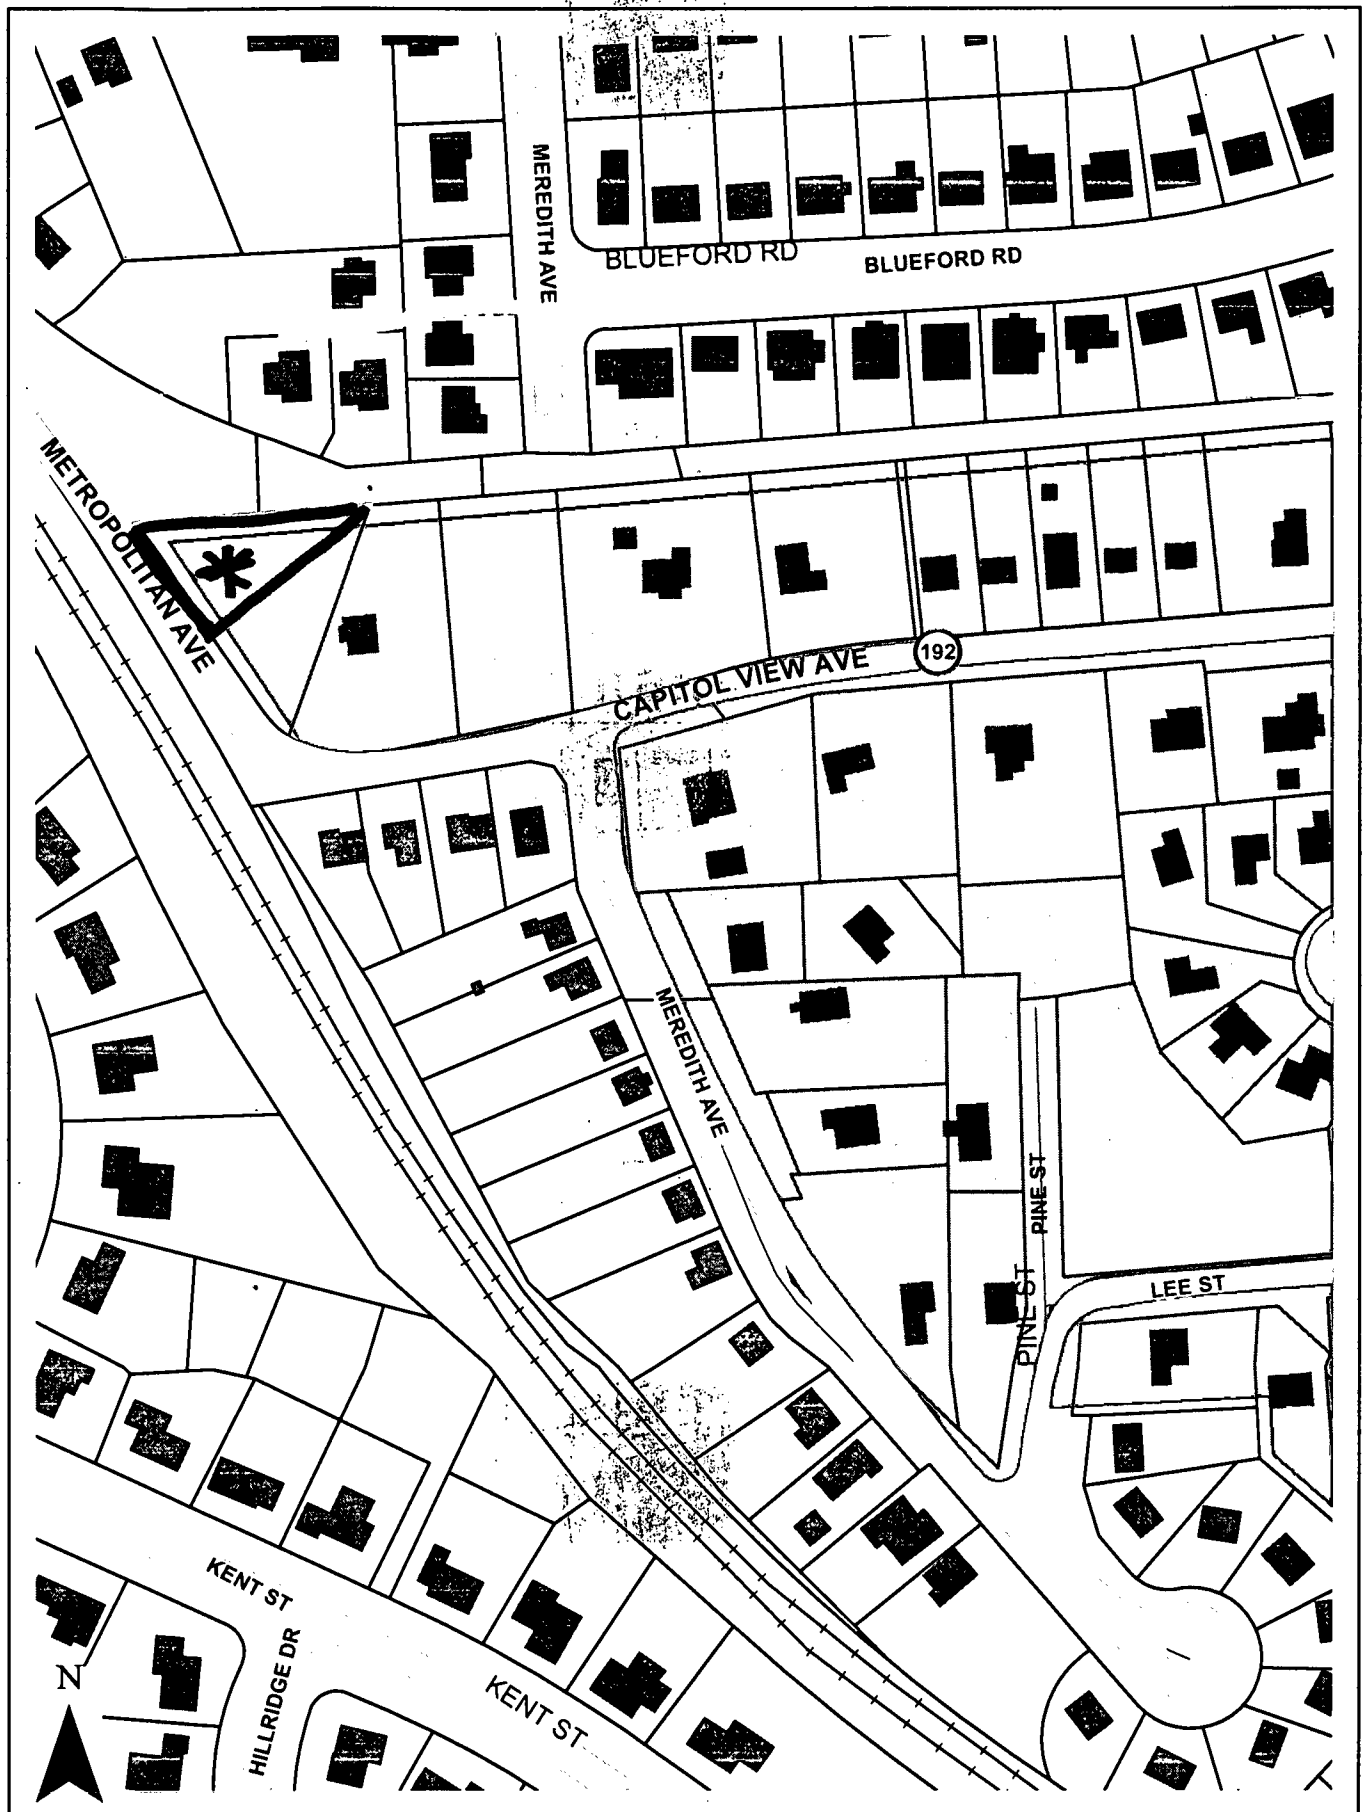 MEREDITH AVE
BLUEFORD RD
BLUEFORD RD
METROPOLITAN AVE
192
CAPITOL VIEW AVE
MEREDITH AVE
PINE ST
PINE ST
LEE ST
KENT ST
HILLRIDGE DR
KENT ST
N